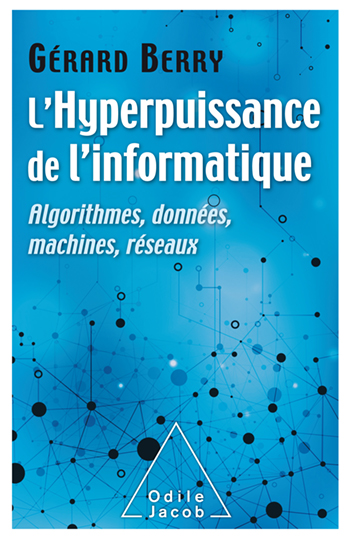 GÉRARD BERRY
L'Hyperpuissance
de l'informatique
Algorithmes, données,
machines, réseaux
Odile
Jacob